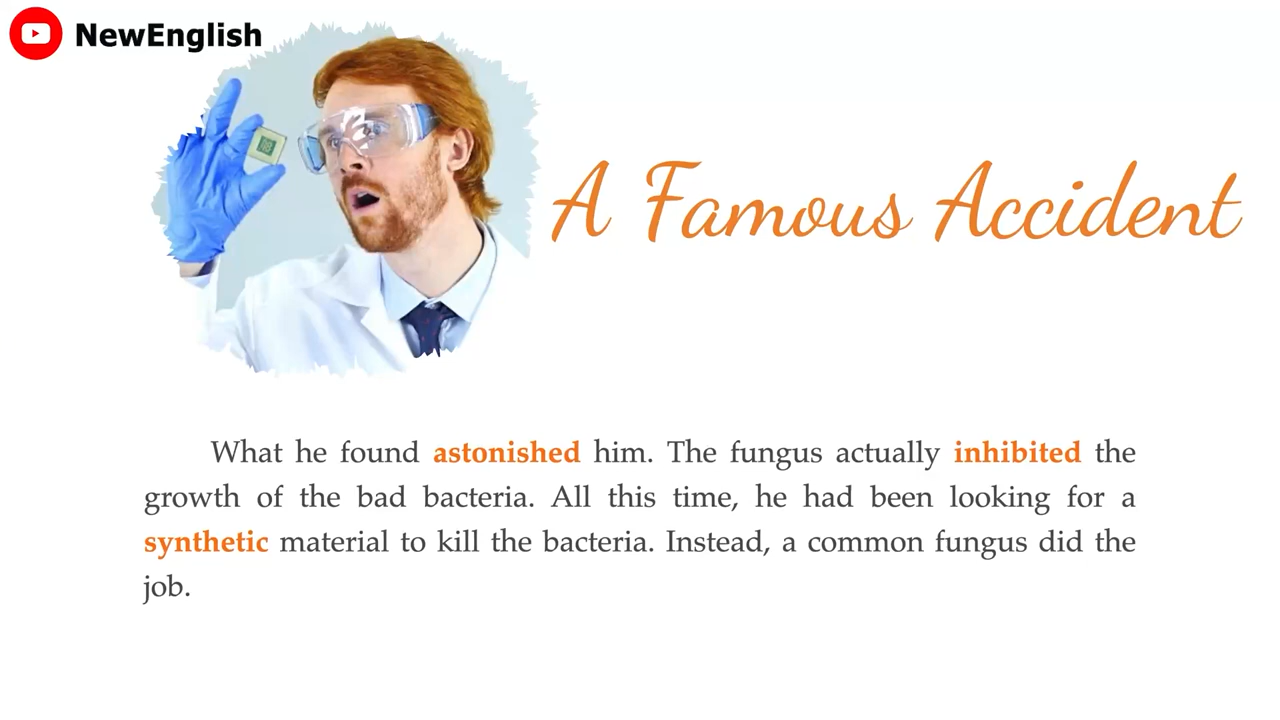 NewEnglish
A Famous Accident
What he found astonished him. The fungus actually inhibited the
growth of the bad bacteria. All this time, he had been looking for a
synthetic material to kill the bacteria. Instead, a common fungus did the
job.